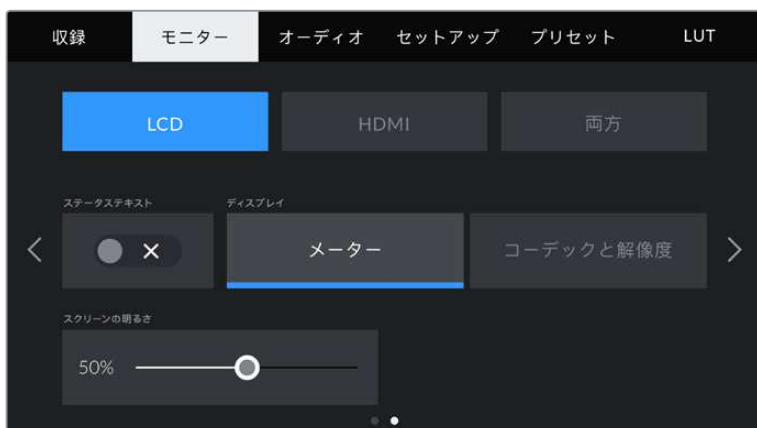 収録 モニター オーディオ セットアップ プリセット LUT
LCD HDMI 両方
ステータステキスト ディスプレイ
メーター コーデックと解像度
スクリーンの明るさ
50%